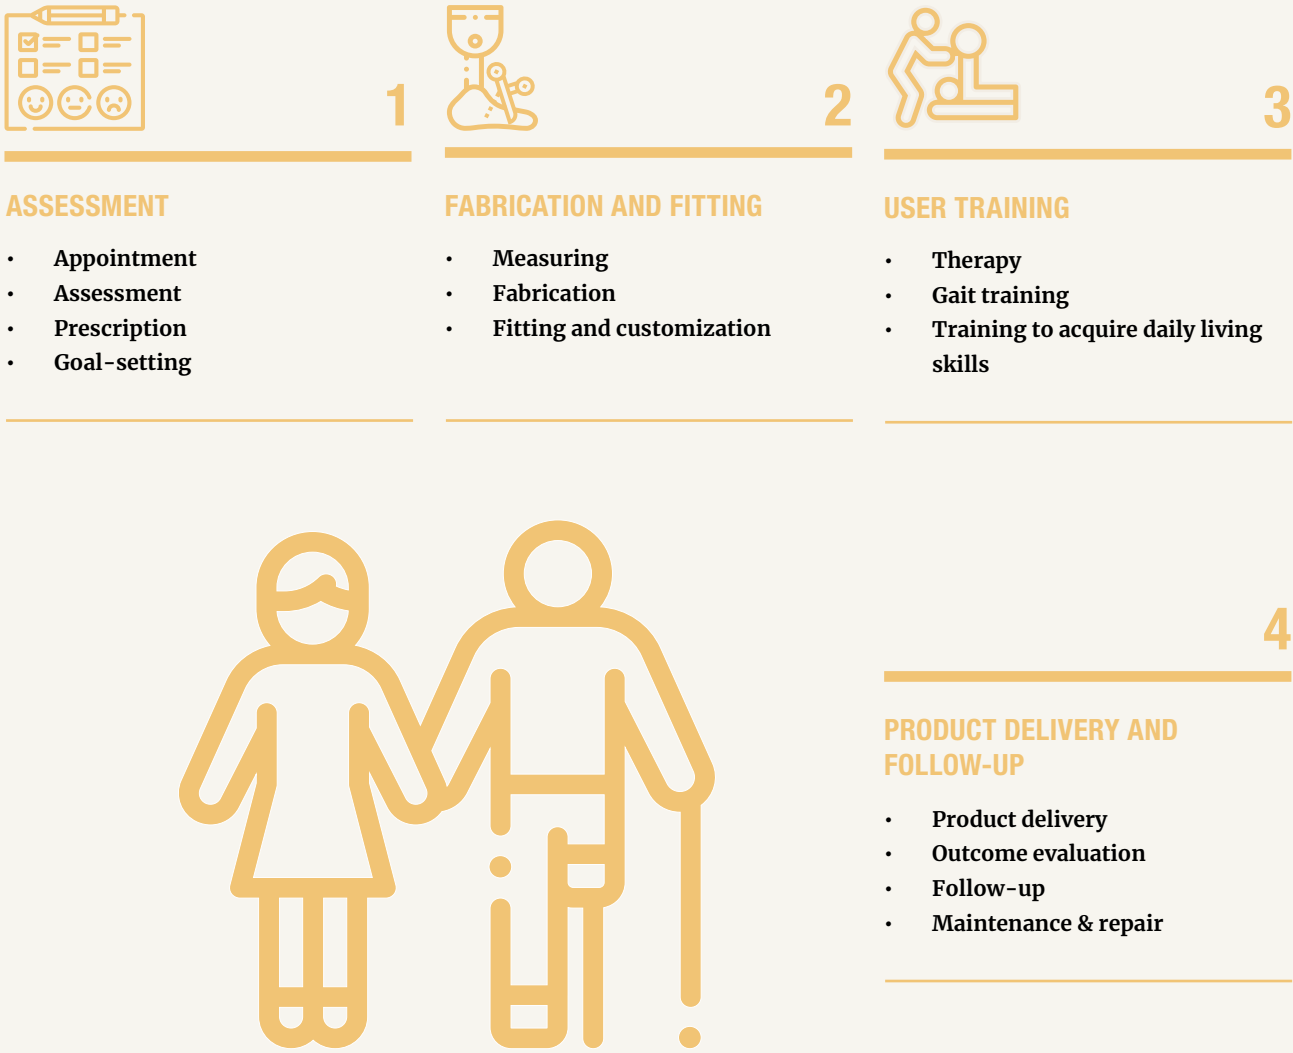 1
ASSESSMENT
• Appointment
• Assessment
• Prescription
• Goal-setting
2
FABRICATION AND FITTING
• Measuring
• Fabrication
• Fitting and customization
3
USER TRAINING
• Therapy
• Gait training
• Training to acquire daily living
skills
4
PRODUCT DELIVERY AND
FOLLOW-UP
• Product delivery
• Outcome evaluation
• Follow-up
• Maintenance & repair